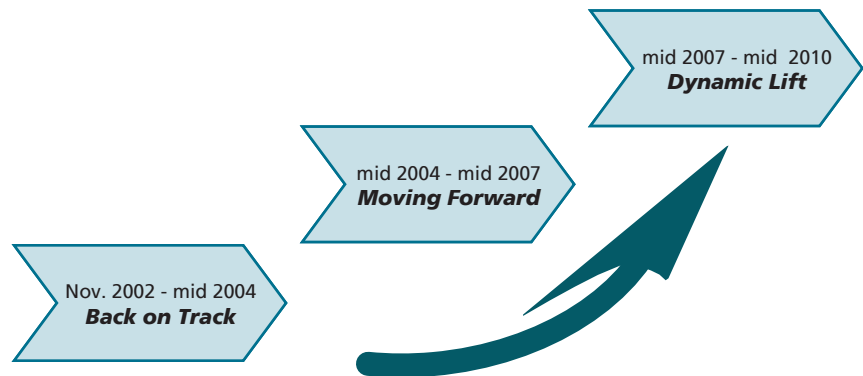 mid 2007 - mid 2010
Dynamic Lift
mid 2004 - mid 2007
Moving Forward
Nov. 2002 - mid 2004
Back on Track